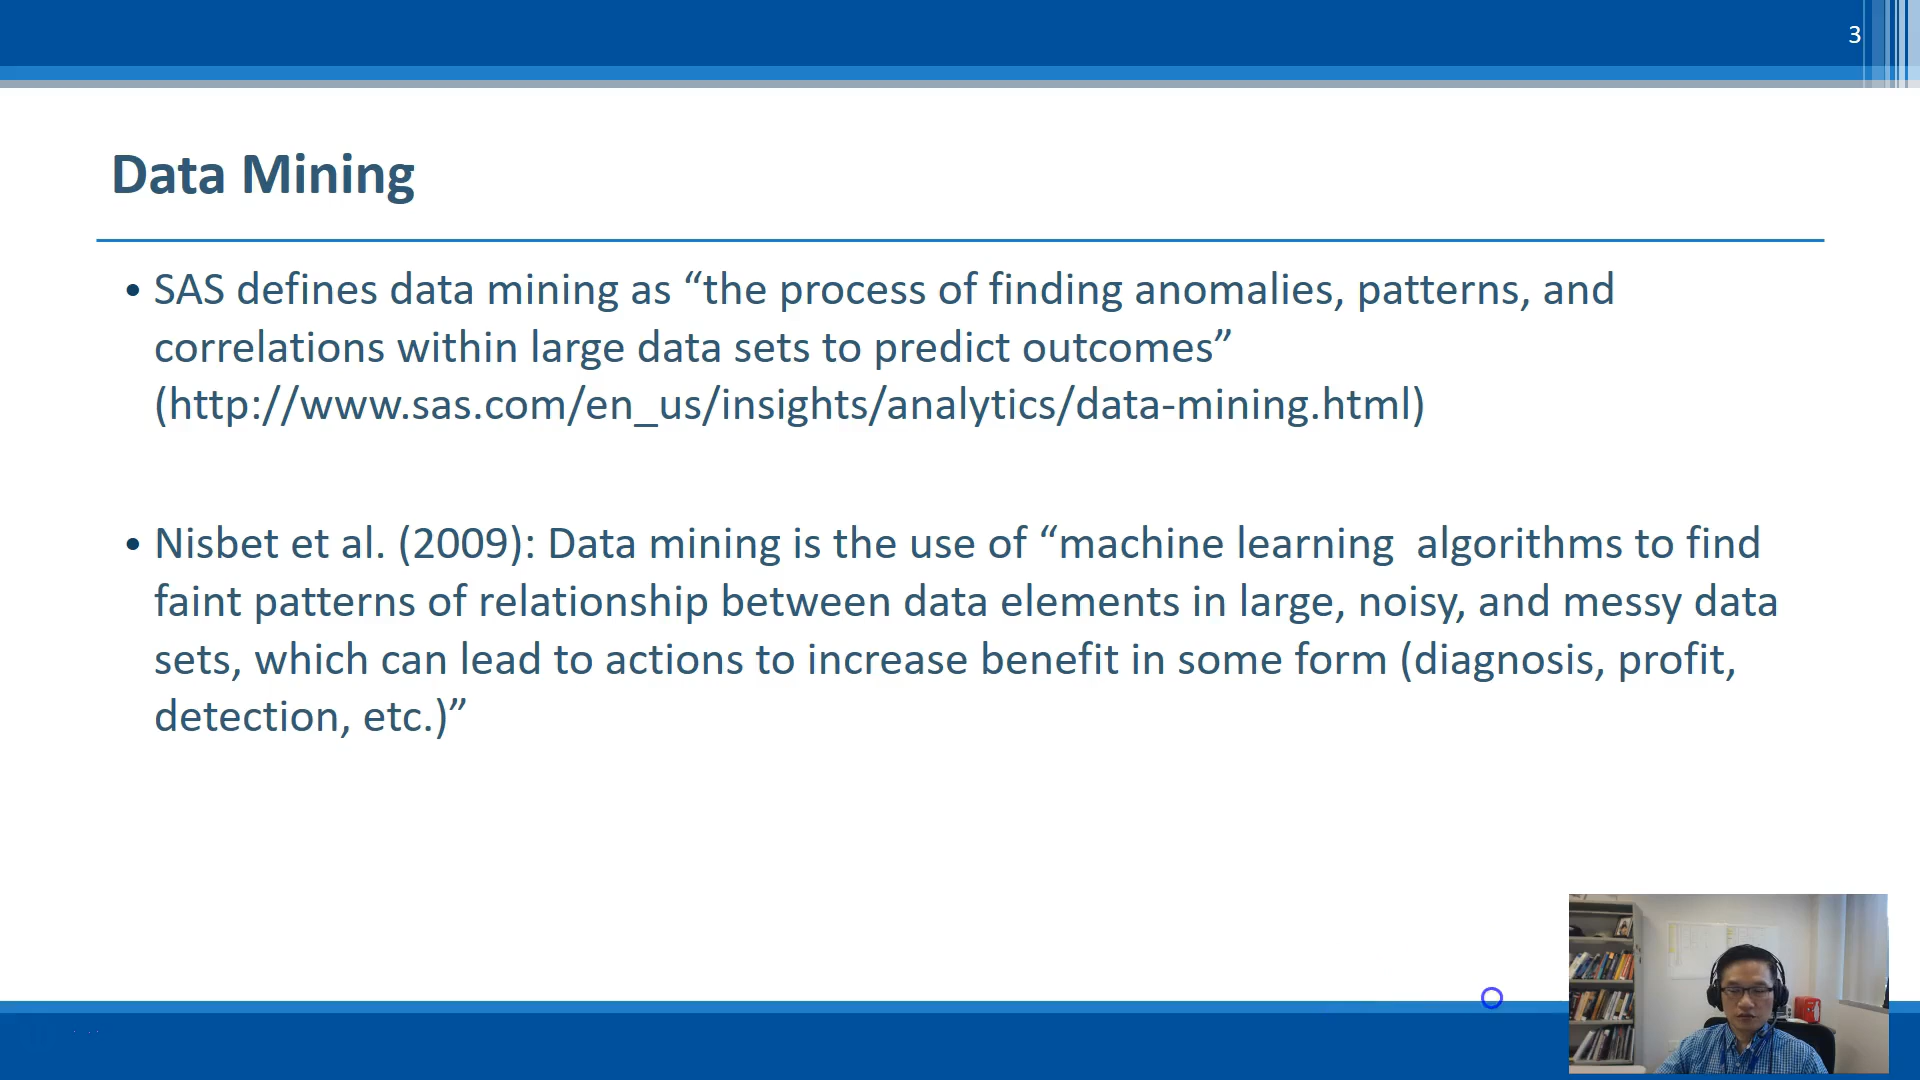 3
Data Mining
• SAS defines data mining as “the process of finding anomalies, patterns, and
correlations within large data sets to predict outcomes”
(http://www.sas.com/en_us/insights/analytics/data-mining.html)
• Nisbet et al. (2009): Data mining is the use of “machine learning  algorithms to find
faint patterns of relationship between data elements in large, noisy, and messy data
sets, which can lead to actions to increase benefit in some form (diagnosis, profit,
detection, etc.)”